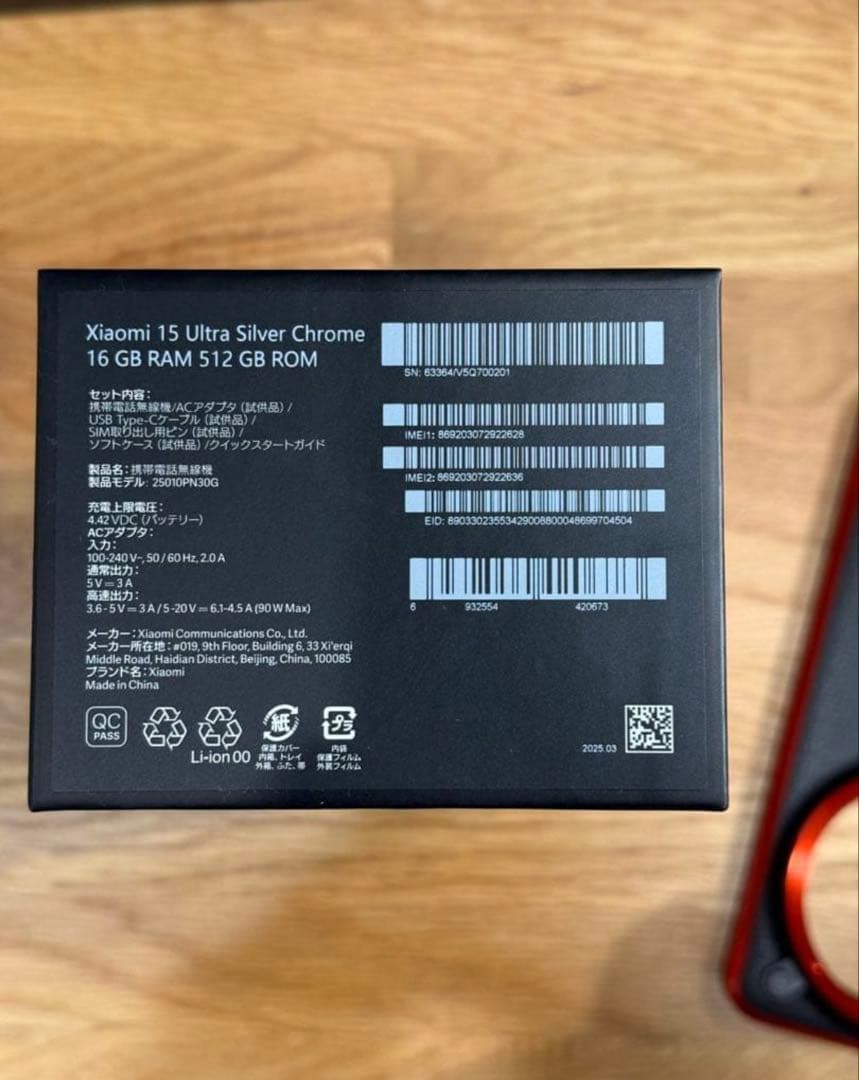 Xiaomi 15 Ultra Silver Chrome
16 GB RAM 512 GB ROM
セット内容：
携帯電話無線機/ACアダプタ（試供品）/
USB Type-Cケーブル（試供品）/
SIM取り出し用ピン（試供品）/
ソフトケース（試供品）/クイックスタートガイド
製品名：携帯電話無線機
製品モデル：25010PN30G
充電上限電圧：
4.42 VDC（バッテリー）
ACアダプタ：
入力：
100-240 V~, 50 / 60 Hz, 2.0 A
通常出力：
5 V⎓3 A
高速出力：
3.6 - 5 V⎓3 A / 5 -20 V⎓6.1-4.5 A (90 W Max)
メーカー：Xiaomi Communications Co., Ltd.
メーカー所在地：#019, 9th Floor, Building 6, 33 Xi'erqi
Middle Road, Haidian District, Beijing, China, 100085
ブランド名：Xiaomi
Made in China
QC
PASS
Li-ion 00
紙
保護カバー
内箱、トレイ
外箱、ふた、帯
プラ
内袋
保護フィルム
外装フィルム
SN: 63364/V5Q700201
IMEI1: 869203072922628
IMEI2: 869203072922636
EID: 89033023553429008800048699704504
6 932554 420673
2025.03